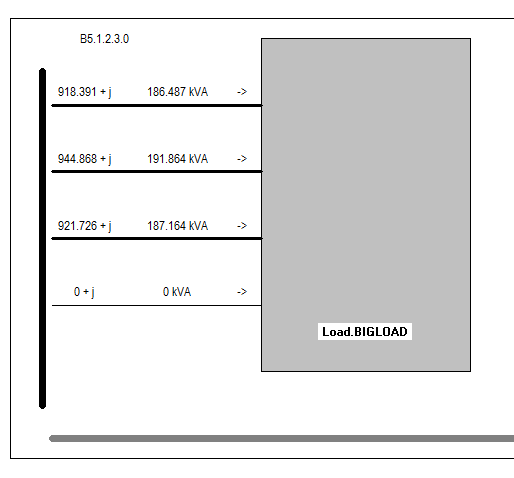 B5.1.2.3.0
918.391 + j 186.487 kVA ->
944.868 + j 191.864 kVA ->
921.726 + j 187.164 kVA ->
0 + j 0 kVA ->
Load.BIGLOAD